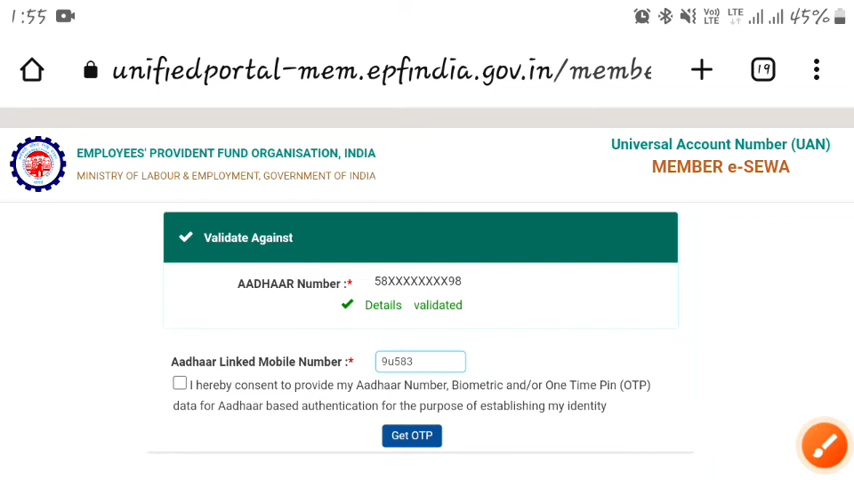 1:55 Vo) LTE LTE 45%
unifiedportal-mem.epfindia.gov.in/membe 19
EMPLOYEES' PROVIDENT FUND ORGANISATION, INDIA
MINISTRY OF LABOUR & EMPLOYMENT, GOVERNMENT OF INDIA
Universal Account Number (UAN)
MEMBER e-SEWA
Validate Against
AADHAAR Number :* 58XXXXXXXX98
Details validated
Aadhaar Linked Mobile Number :* 9u583
I hereby consent to provide my Aadhaar Number, Biometric and/or One Time Pin (OTP)
data for Aadhaar based authentication for the purpose of establishing my identity
Get OTP